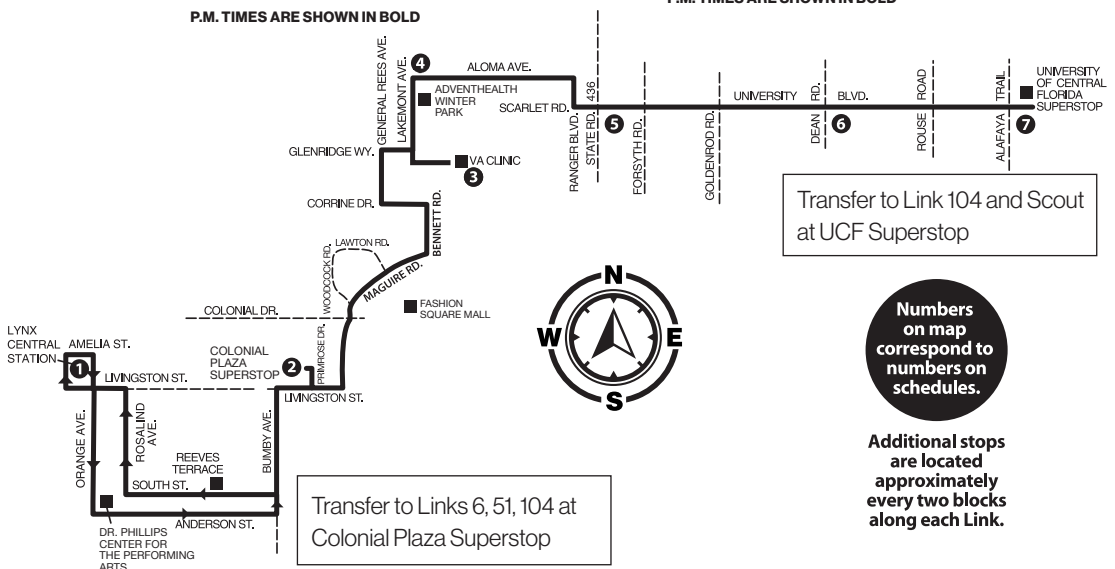 P.M. TIMES ARE SHOWN IN BOLD
P.M. TIMES ARE SHOWN IN BOLD
GENERAL REES AVE.
LAKEMONT AVE.
4
ALOMA AVE.
ADVENTHEALTH
WINTER
PARK
SCARLET RD.
RANGER BLVD.
STATE RD. 436
5
FORSYTH RD.
GOLDENROD RD.
UNIVERSITY
BLVD.
DEAN RD.
6
ROUSE ROAD
ALAFAYA TRAIL
7
UNIVERSITY
OF CENTRAL
FLORIDA
SUPERSTOP
GLENRIDGE WY.
VA CLINIC
3
CORRINE DR.
BENNETT RD.
LAWTON RD.
WOODCOCK RD.
MAGUIRE RD.
FASHION
SQUARE MALL
COLONIAL DR.
Transfer to Link 104 and Scout
at UCF Superstop
N
W
E
S
Numbers
on map
correspond to
numbers on
schedules.
Additional stops
are located
approximately
every two blocks
along each Link.
LYNX
CENTRAL
STATION
AMELIA ST.
1
LIVINGSTON ST.
COLONIAL
PLAZA
SUPERSTOP
2
PRIMROSE DR.
LIVINGSTON ST.
ORANGE AVE.
ROSALIND
AVE.
BUMBY AVE.
REEVES
TERRACE
SOUTH ST.
ANDERSON ST.
DR. PHILLIPS
CENTER FOR
THE PERFORMING
ARTS
Transfer to Links 6, 51, 104 at
Colonial Plaza Superstop